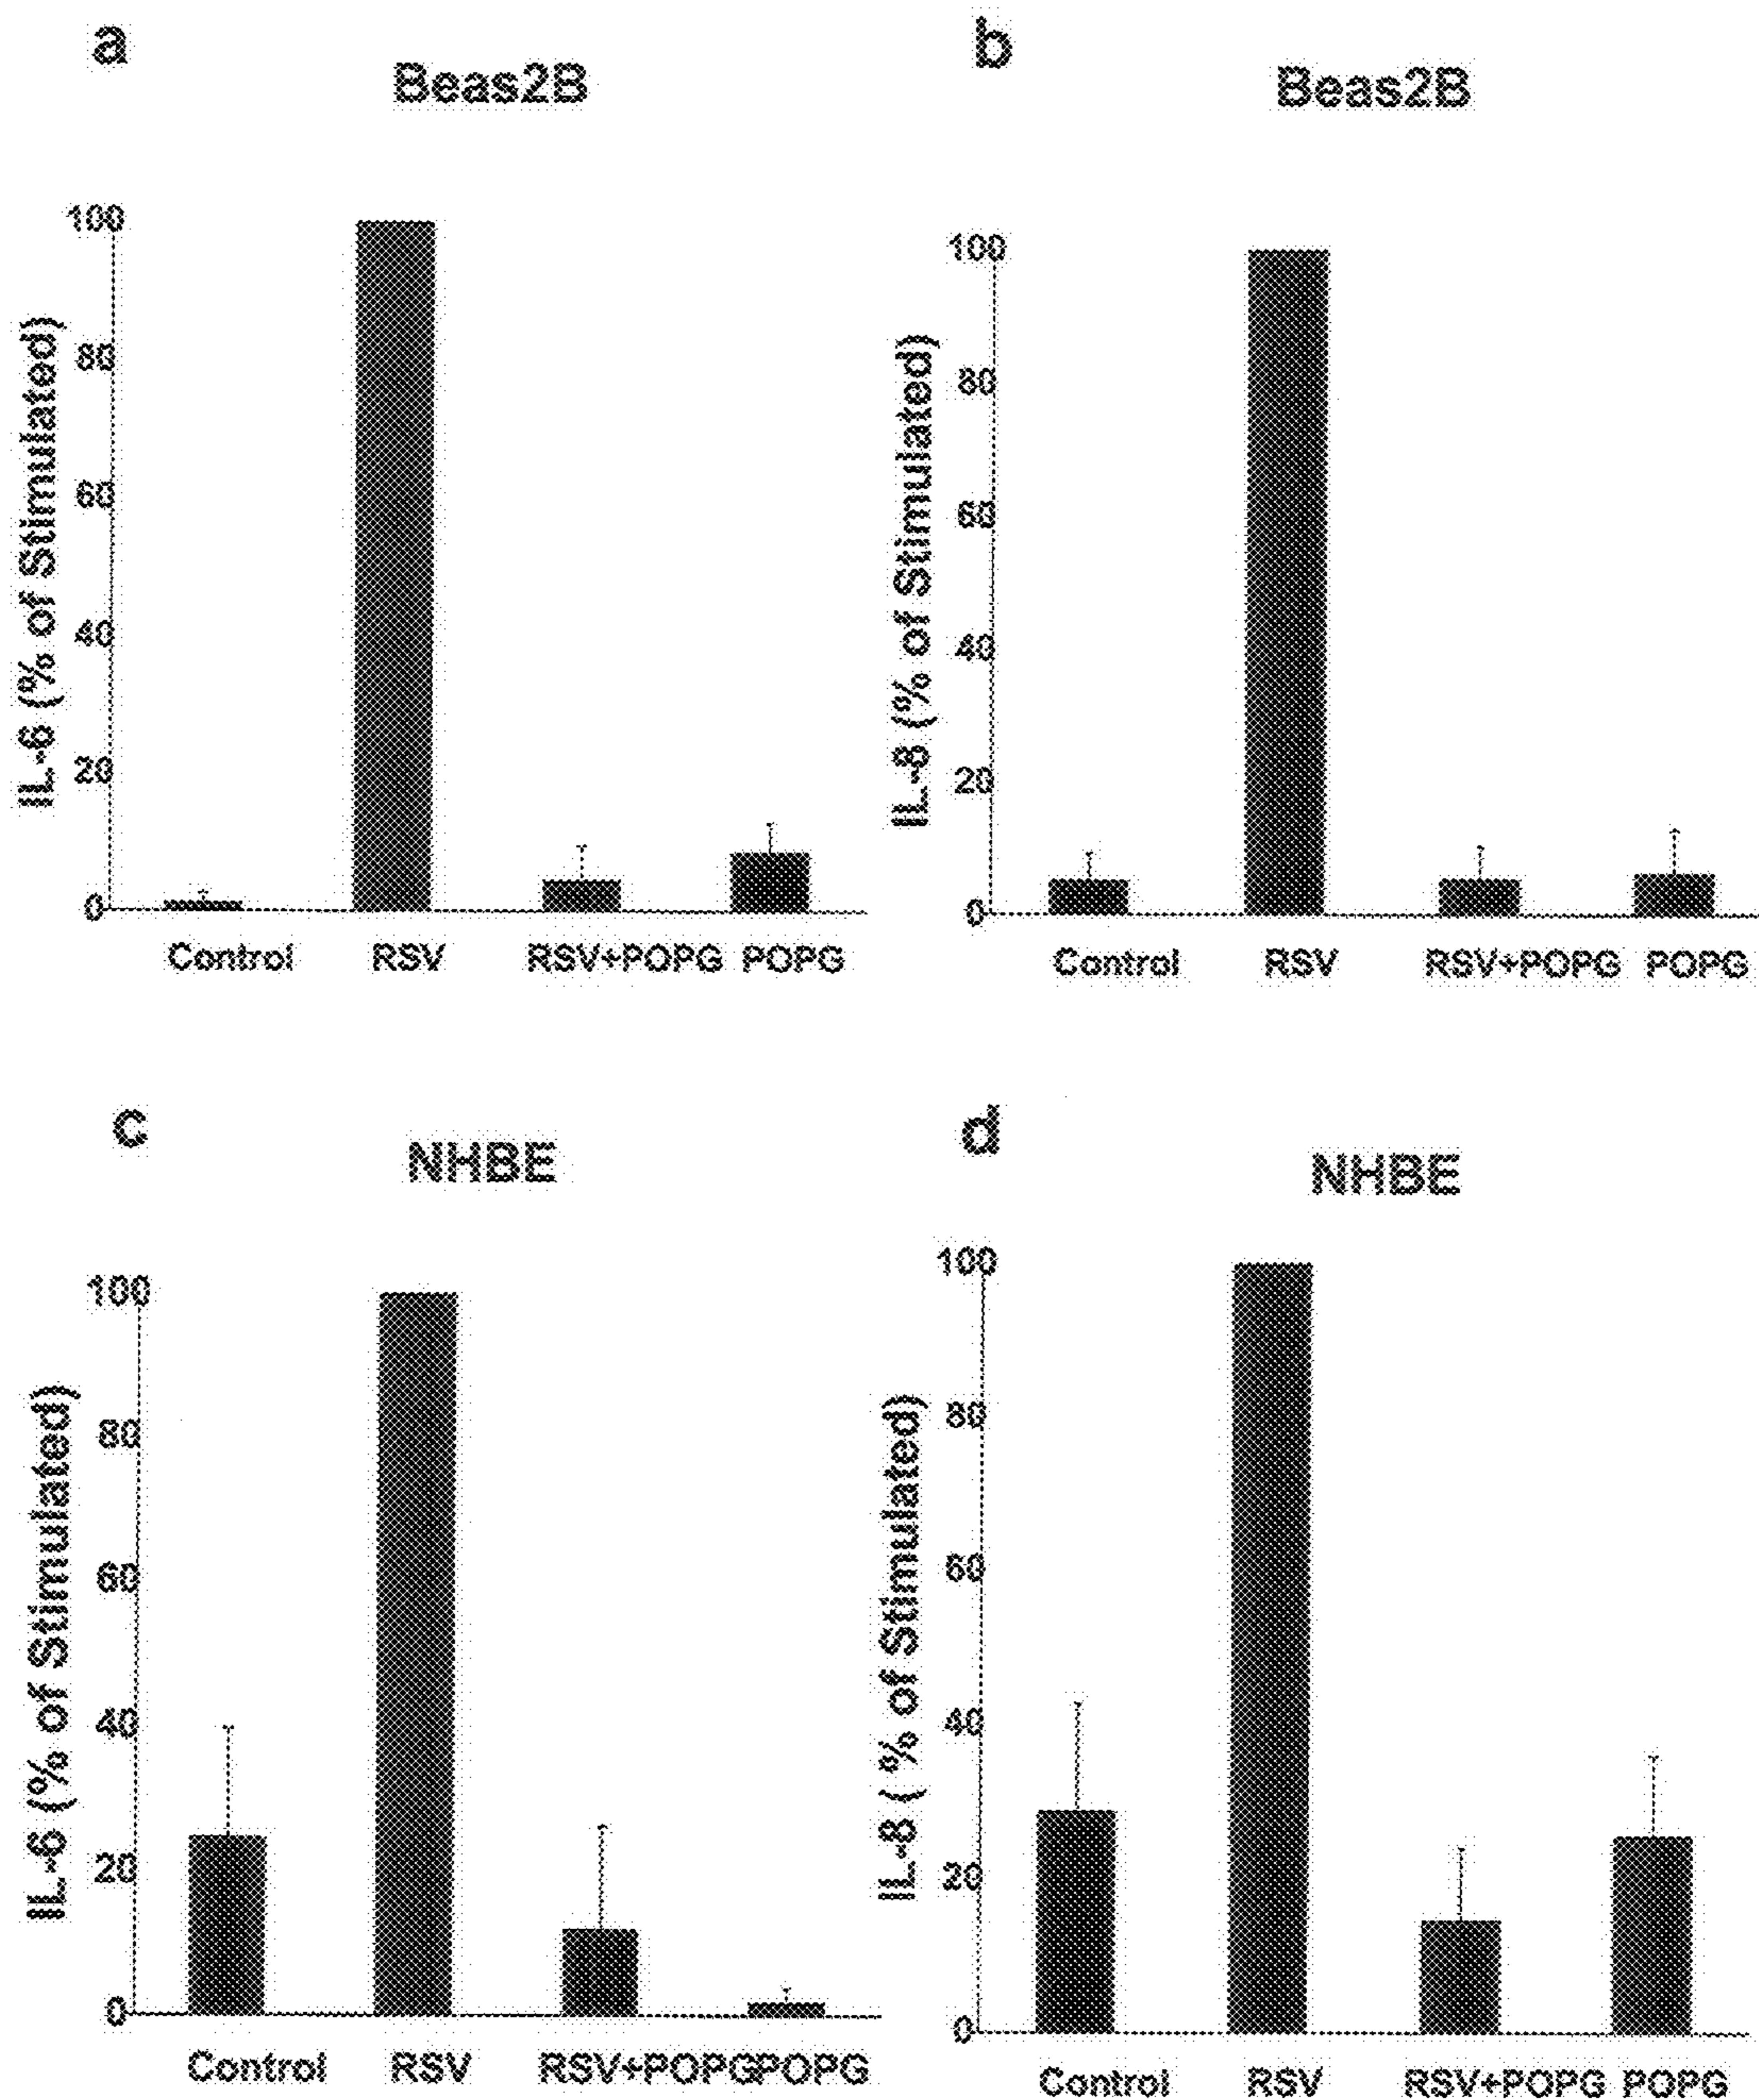 a
Beas2B
IL-6 (% of Stimulated)
100
80
60
40
20
0
Control RSV RSV+POPG POPG
b
Beas2B
IL-8 (% of Stimulated)
100
80
60
40
20
0
Control RSV RSV+POPG POPG
c
NHBE
IL-6 (% of Stimulated)
100
80
60
40
20
0
Control RSV RSV+POPG POPG
d
NHBE
IL-8 ( % of Stimulated)
100
80
60
40
20
0
Control RSV RSV+POPG POPG